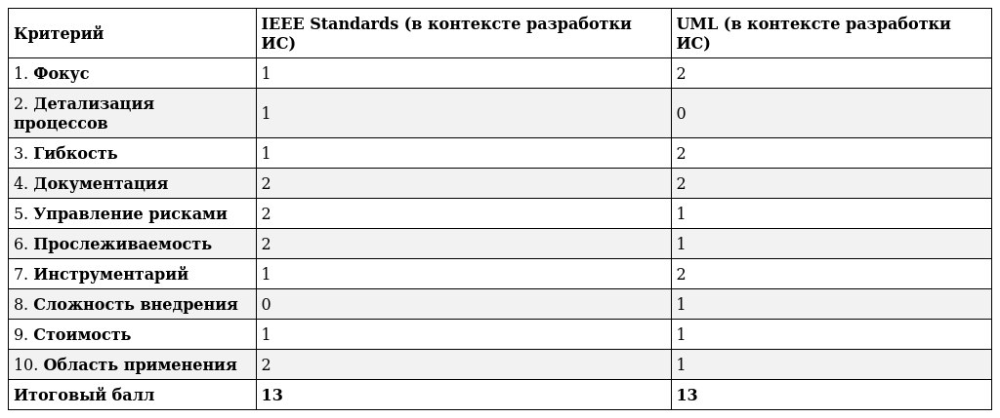 Критерий
IEEE Standards (в контексте разработки
ИС)
UML (в контексте разработки
ИС)
1. Фокус
1
2
2. Детализация
процессов
1
0
3. Гибкость
1
2
4. Документация
2
2
5. Управление рисками
2
1
6. Прослеживаемость
2
1
7. Инструментарий
1
2
8. Сложность внедрения
0
1
9. Стоимость
1
1
10. Область применения
2
1
Итоговый балл
13
13